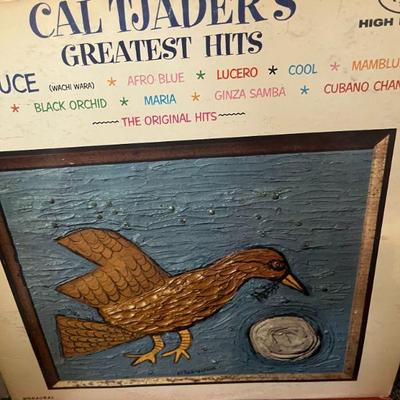 CAL TJADER'S
GREATEST HITS
HIGH
UCE (WACHI WARA) * AFRO BLUE * LUCERO * COOL * MAMBLU
* BLACK ORCHID * MARIA * GINZA SAMBA * CUBANO CHAN
THE ORIGINAL HITS
MONAURAL